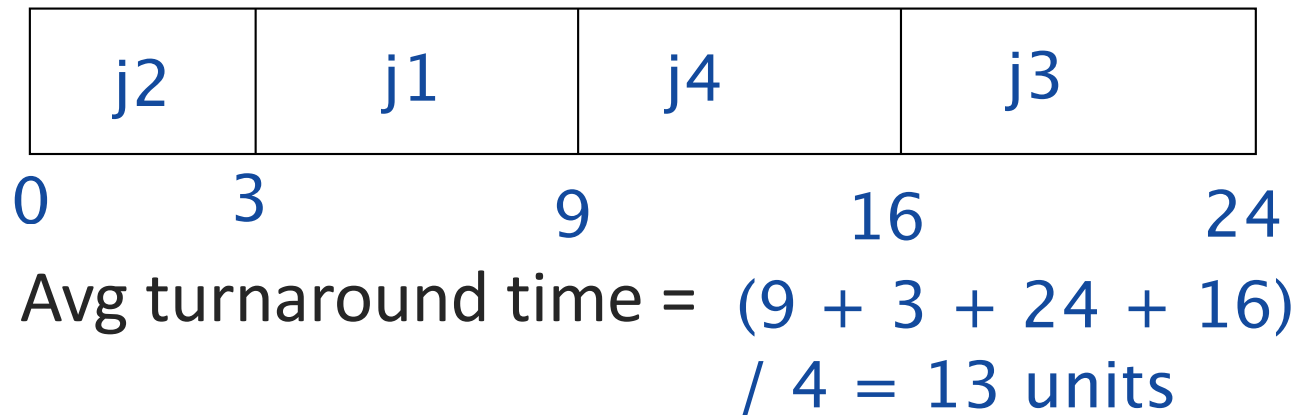 j2 j1 j4 j3
0 3 9 16 24
Avg turnaround time = (9 + 3 + 24 + 16)
/ 4 = 13 units